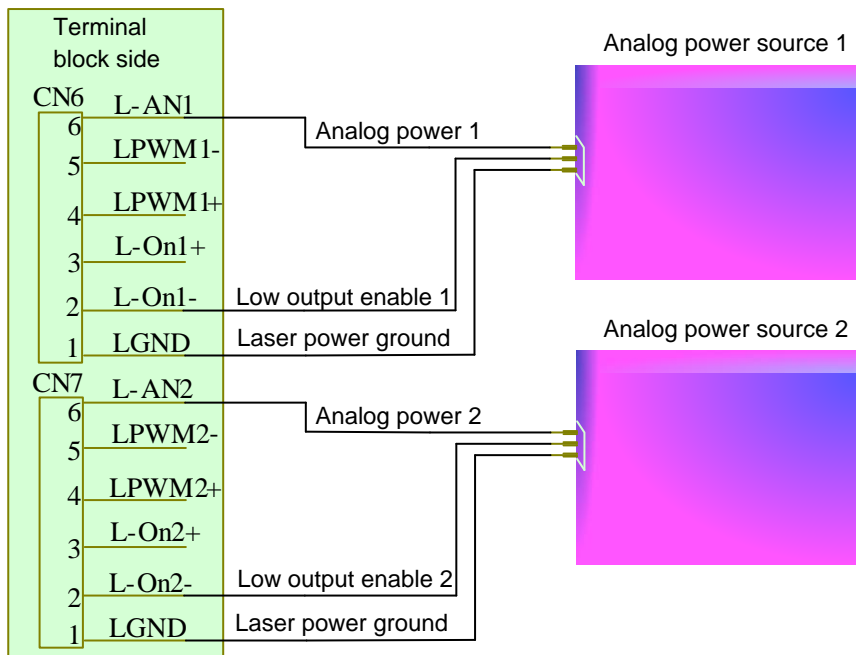 Terminal
block side
Analog power source 1
CN6
6 L-AN1
Analog power 1
5 LPWM1-
4 LPWM1+
3 L-On1+
2 L-On1-
Low output enable 1
1 LGND
Laser power ground
Analog power source 2
CN7
6 L-AN2
Analog power 2
5 LPWM2-
4 LPWM2+
3 L-On2+
2 L-On2-
Low output enable 2
1 LGND
Laser power ground